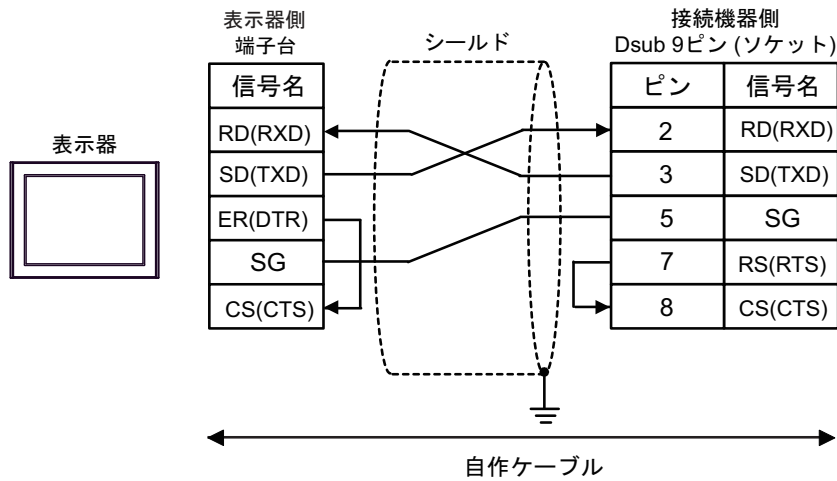 表示器側
端子台
シールド
接続機器側
Dsub 9ピン (ソケット)
信号名
ピン 信号名
RD(RXD)
2 RD(RXD)
表示器
SD(TXD)
3 SD(TXD)
ER(DTR)
5 SG
SG
7 RS(RTS)
CS(CTS)
8 CS(CTS)
自作ケーブル